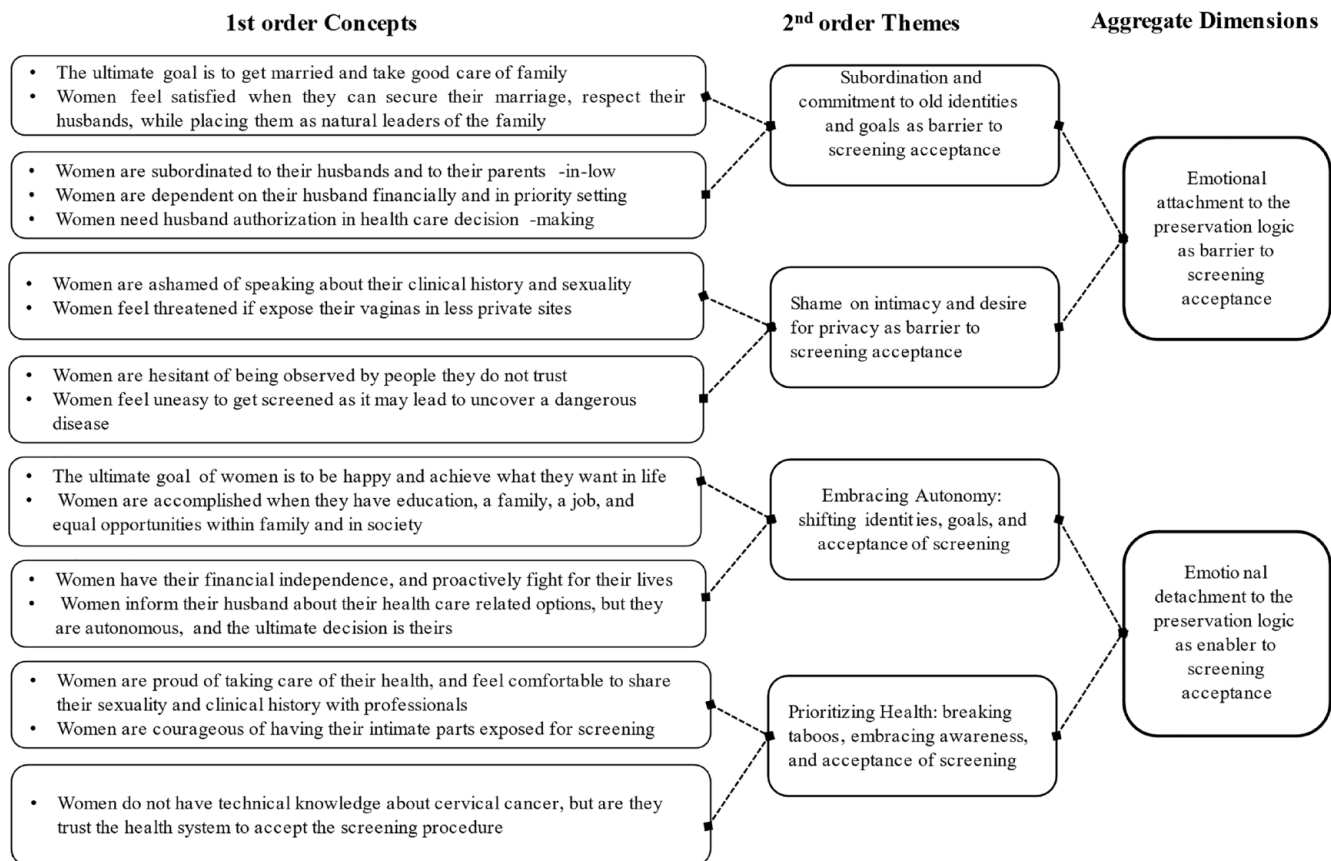 1st order Concepts
2nd order Themes
Aggregate Dimensions
• The ultimate goal is to get married and take good care of family
• Women feel satisfied when they can secure their marriage, respect their
husbands, while placing them as natural leaders of the family
• Women are subordinated to their husbands and to their parents -in-low
• Women are dependent on their husband financially and in priority setting
• Women need husband authorization in health care decision -making
Subordination and
commitment to old identities
and goals as barrier to
screening acceptance
• Women are ashamed of speaking about their clinical history and sexuality
• Women feel threatened if expose their vaginas in less private sites
• Women are hesitant of being observed by people they do not trust
• Women feel uneasy to get screened as it may lead to uncover a dangerous
disease
Shame on intimacy and desire
for privacy as barrier to
screening acceptance
Emotional
attachment to the
preservation logic
as barrier to
screening
acceptance
• The ultimate goal of women is to be happy and achieve what they want in life
• Women are accomplished when they have education, a family, a job, and
equal opportunities within family and in society
• Women have their financial independence, and proactively fight for their lives
• Women inform their husband about their health care related options, but they
are autonomous, and the ultimate decision is theirs
Embracing Autonomy:
shifting identities, goals, and
acceptance of screening
• Women are proud of taking care of their health, and feel comfortable to share
their sexuality and clinical history with professionals
• Women are courageous of having their intimate parts exposed for screening
• Women do not have technical knowledge about cervical cancer, but are they
trust the health system to accept the screening procedure
Prioritizing Health: breaking
taboos, embracing awareness,
and acceptance of screening
Emotional
detachment to the
preservation logic
as enabler to
screening
acceptance